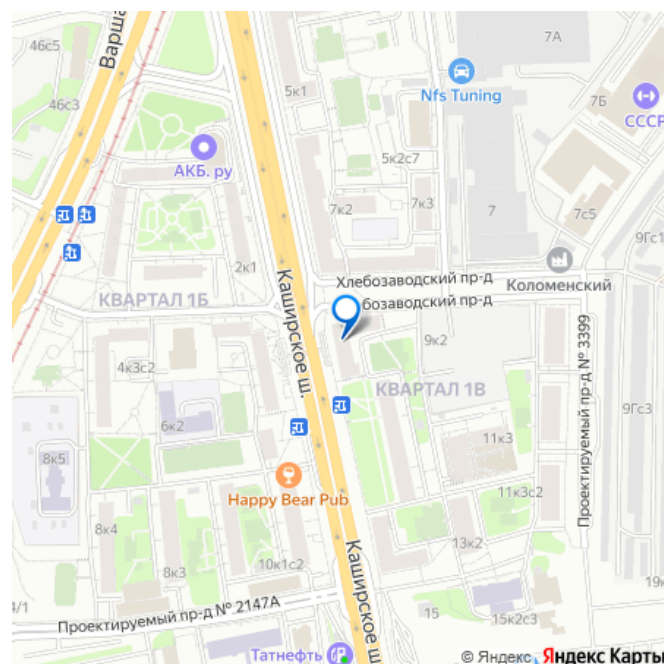 46с5
Варша
7А
5к1
Nfs Tuning
7Б
СССР
46с3
АКБ. ру
5к2с7
7к2
7к3
7
7с5
9Гс1
2к1
Хлебозаводский пр-д
Коломенский
КВАРТАЛ 1Б
бозаводский пр-д
Каширское ш.
4к3с2
9к2
Проектируемый пр-д № 3399
КВАРТАЛ 1В
9Гс3
6к2
11к3
8к5
Happy Bear Pub
11к3с2
8к4
8к3
10к1с2
Каширское ш.
13к2
19к
4/1
Проектируемый пр-д № 2147А
15
15к2с3
Татнефть
© Яндекс
Яндекс Карты